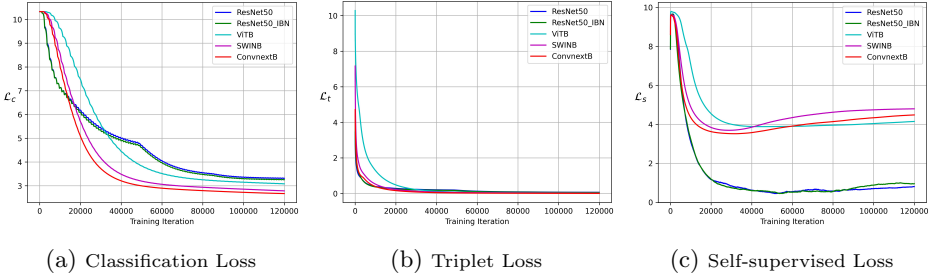 10
9
8
7
6
5
4
3
ℒc
0 20000 40000 60000 80000 100000 120000
Training Iteration
ResNet50
ResNet50_IBN
ViTB
SWINB
ConvnextB
(a) Classification Loss
10
8
6
4
2
0
ℒt
0 20000 40000 60000 80000 100000 120000
Training Iteration
ResNet50
ResNet50_IBN
ViTB
SWINB
ConvnextB
(b) Triplet Loss
10
8
6
4
2
0
ℒs
0 20000 40000 60000 80000 100000 120000
Training Iteration
ResNet50
ResNet50_IBN
ViTB
SWINB
ConvnextB
(c) Self-supervised Loss